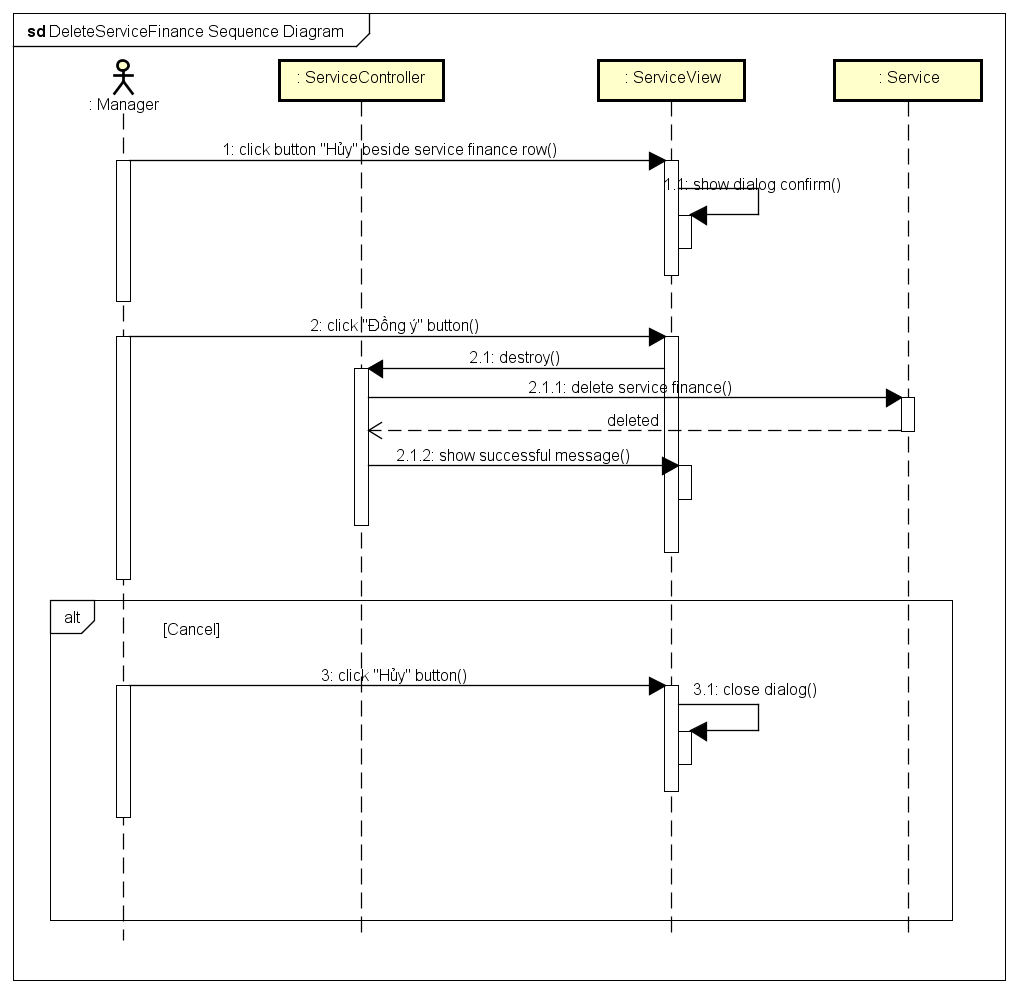 sd DeleteServiceFinance Sequence Diagram
: Manager
: ServiceController
: ServiceView
: Service
1: click button "Hủy" beside service finance row()
1.1: show dialog confirm()
2: click "Đồng ý" button()
2.1: destroy()
2.1.1: delete service finance()
deleted
2.1.2: show successful message()
alt
[Cancel]
3: click "Hủy" button()
3.1: close dialog()